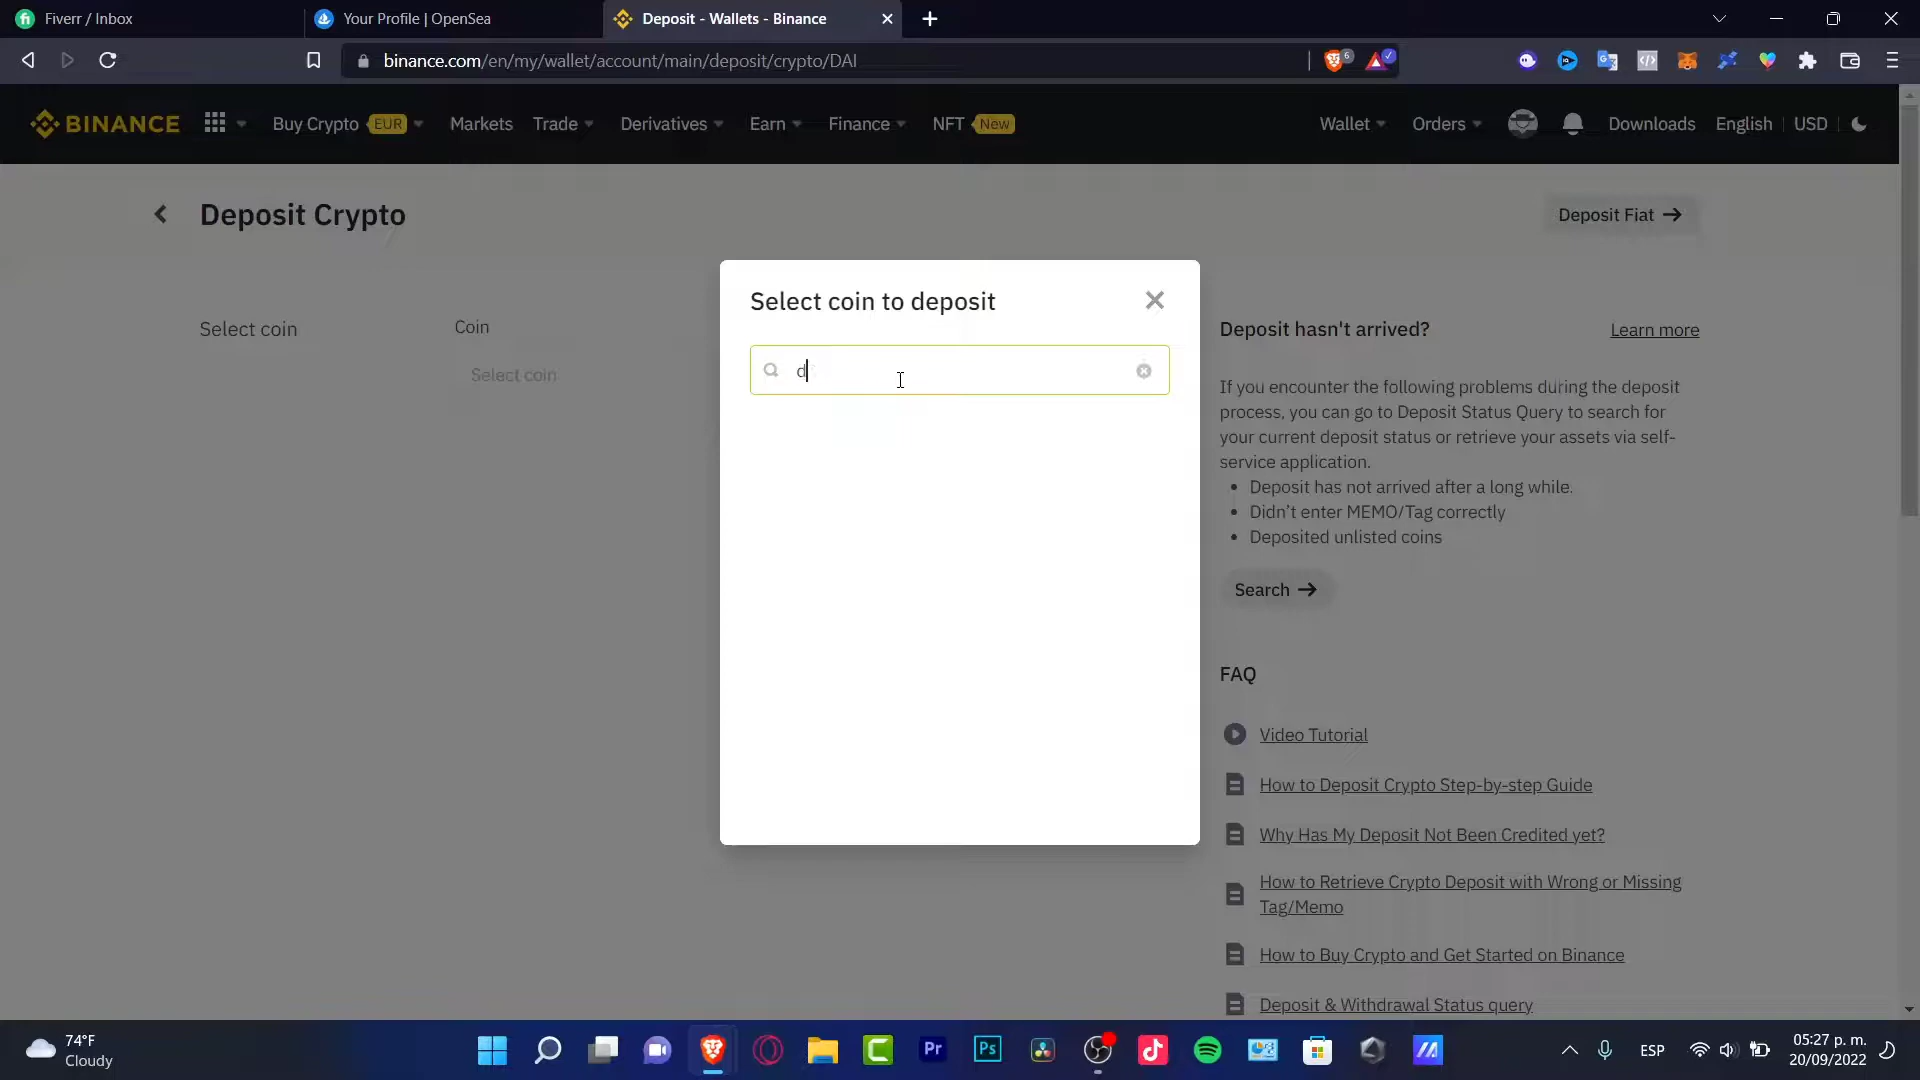 Fiverr / Inbox
Your Profile | OpenSea
Deposit - Wallets - Binance
binance.com/en/my/wallet/account/main/deposit/crypto/DAI
6
BINANCE
Buy Crypto EUR
Markets
Trade
Derivatives
Earn
Finance
NFT New
Wallet
Orders
Downloads
English
USD
Deposit Crypto
Deposit Fiat
Select coin
Coin
Select coin
Select coin to deposit
d
Deposit hasn't arrived?
Learn more
If you encounter the following problems during the deposit
process, you can go to Deposit Status Query to search for
your current deposit status or retrieve your assets via self-
service application.
• Deposit has not arrived after a long while.
• Didn't enter MEMO/Tag correctly
• Deposited unlisted coins
Search
FAQ
Video Tutorial
How to Deposit Crypto Step-by-step Guide
Why Has My Deposit Not Been Credited yet?
How to Retrieve Crypto Deposit with Wrong or Missing
Tag/Memo
How to Buy Crypto and Get Started on Binance
Deposit & Withdrawal Status query
74°F
Cloudy
Pr
Ps
ESP
05:27 p. m.
20/09/2022